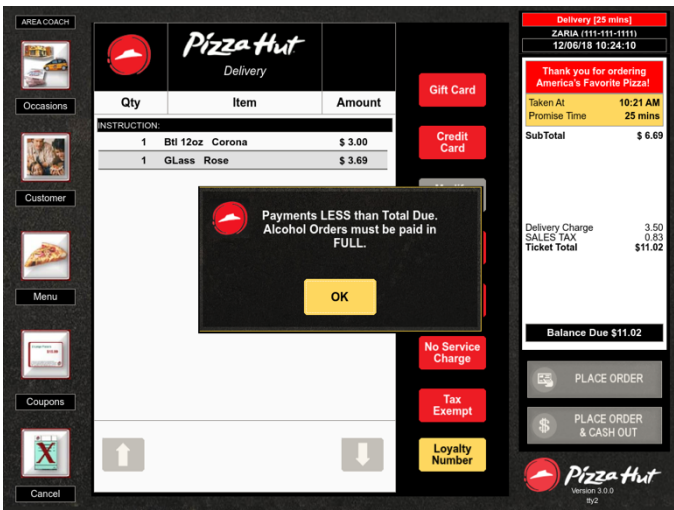 AREA COACH
Occasions
Customer
Menu
Coupons
Cancel
Pizza Hut
Delivery
Qty Item Amount
INSTRUCTION:
1 Btl 12oz Corona $ 3.00
1 GLass Rose $ 3.69
Payments LESS than Total Due.
Alcohol Orders must be paid in
FULL.
OK
Gift Card
Credit
Card
No Service
Charge
Tax
Exempt
Loyalty
Number
Delivery [25 mins]
ZARIA (111-111-1111)
12/06/18 10:24:10
Thank you for ordering
America's Favorite Pizza!
Taken At 10:21 AM
Promise Time 25 mins
SubTotal $ 6.69
Delivery Charge 3.50
SALES TAX 0.83
Ticket Total $11.02
Balance Due $11.02
PLACE ORDER
PLACE ORDER
& CASH OUT
Pizza Hut
Version 3.0.0
tty2